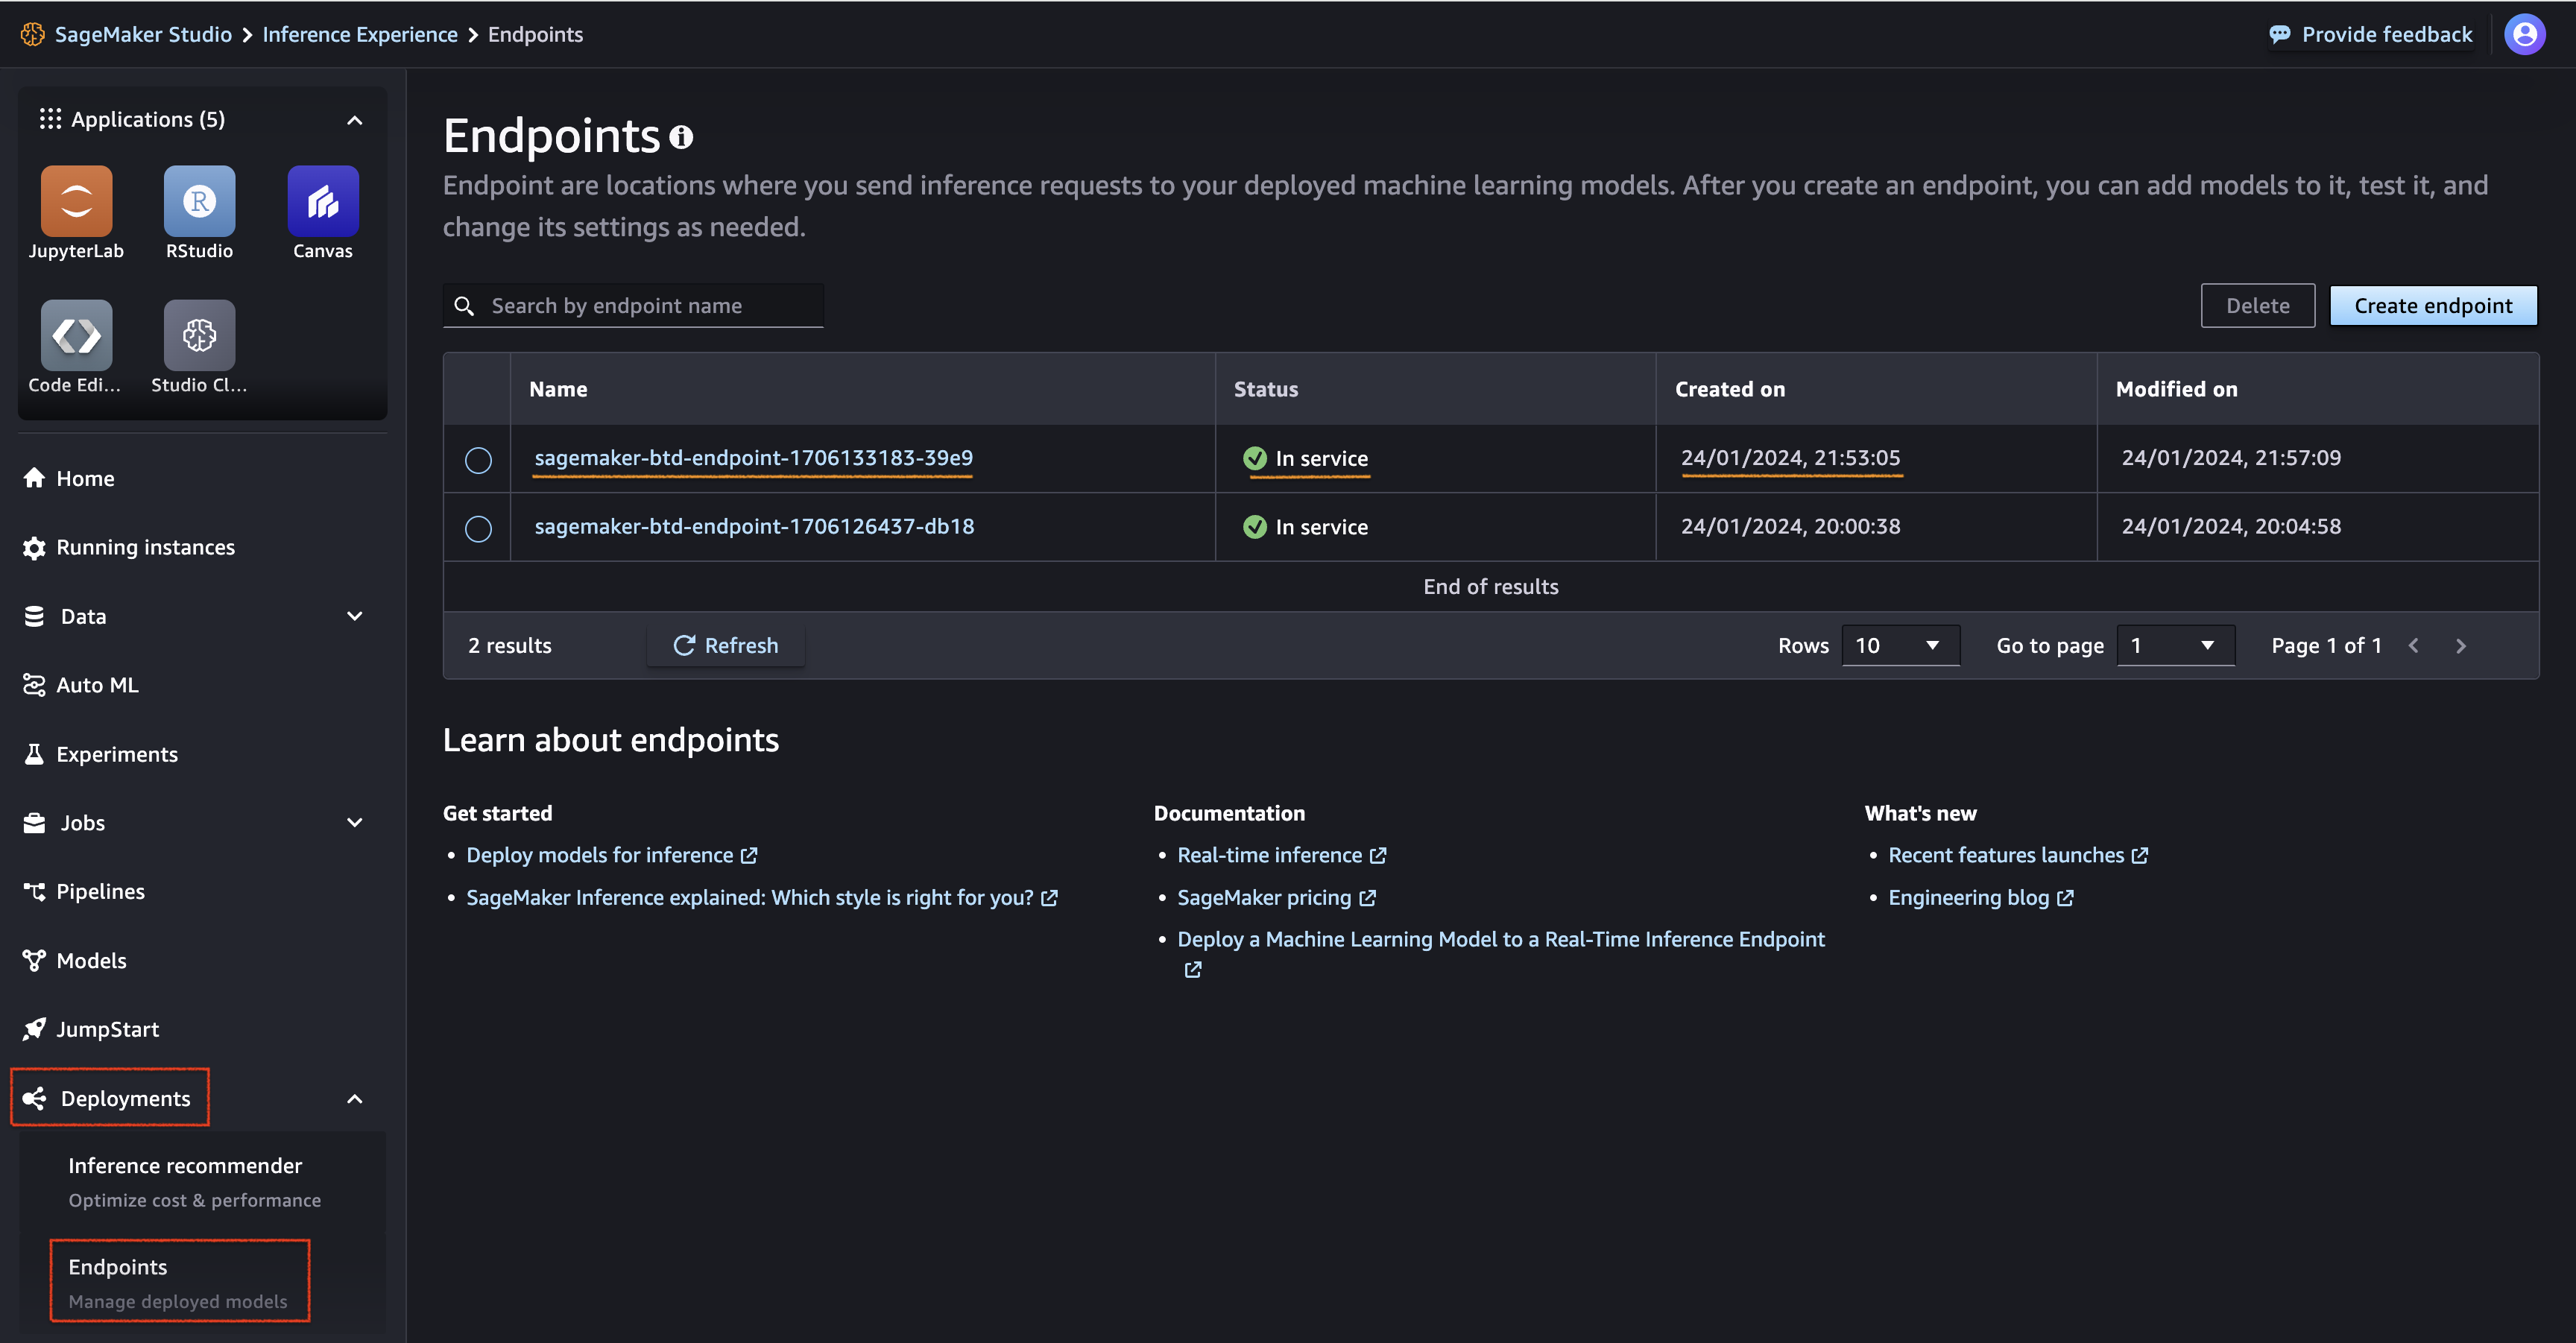 SageMaker Studio > Inference Experience > Endpoints
Provide feedback
Applications (5)
JupyterLab
RStudio
Canvas
Code Edi...
Studio Cl...
Home
Running instances
Data
Auto ML
Experiments
Jobs
Pipelines
Models
JumpStart
Deployments
Inference recommender
Optimize cost & performance
Endpoints
Manage deployed models
Endpoints
Endpoint are locations where you send inference requests to your deployed machine learning models. After you create an endpoint, you can add models to it, test it, and
change its settings as needed.
Search by endpoint name
Delete
Create endpoint
Name Status Created on Modified on
sagemaker-btd-endpoint-1706133183-39e9 In service 24/01/2024, 21:53:05 24/01/2024, 21:57:09
sagemaker-btd-endpoint-1706126437-db18 In service 24/01/2024, 20:00:38 24/01/2024, 20:04:58
End of results
2 results Refresh Rows 10 Go to page 1 Page 1 of 1
Learn about endpoints
Get started
Deploy models for inference
SageMaker Inference explained: Which style is right for you?
Documentation
Real-time inference
SageMaker pricing
Deploy a Machine Learning Model to a Real-Time Inference Endpoint
What's new
Recent features launches
Engineering blog